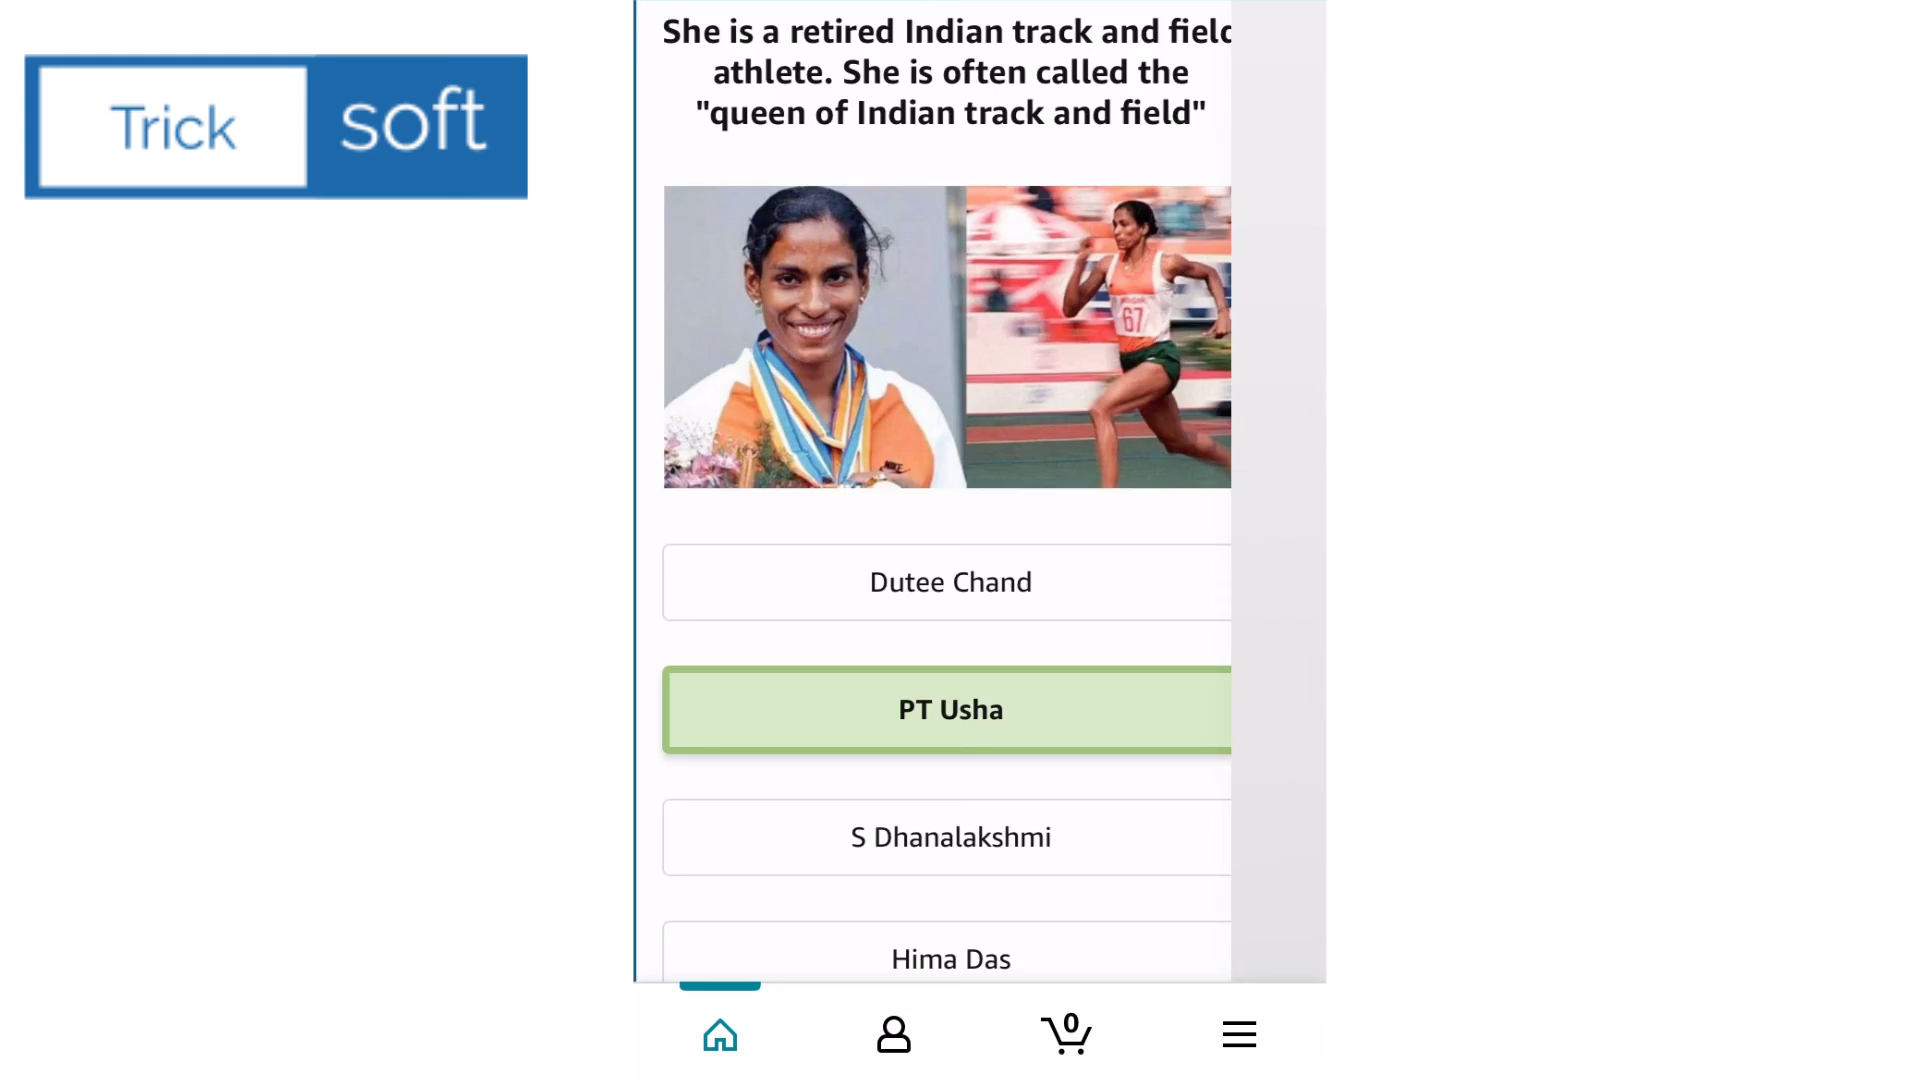 She is a retired Indian track and field
athlete. She is often called the
"queen of Indian track and field"
Trick soft
67
NIKE
Dutee Chand
PT Usha
S Dhanalakshmi
Hima Das
0